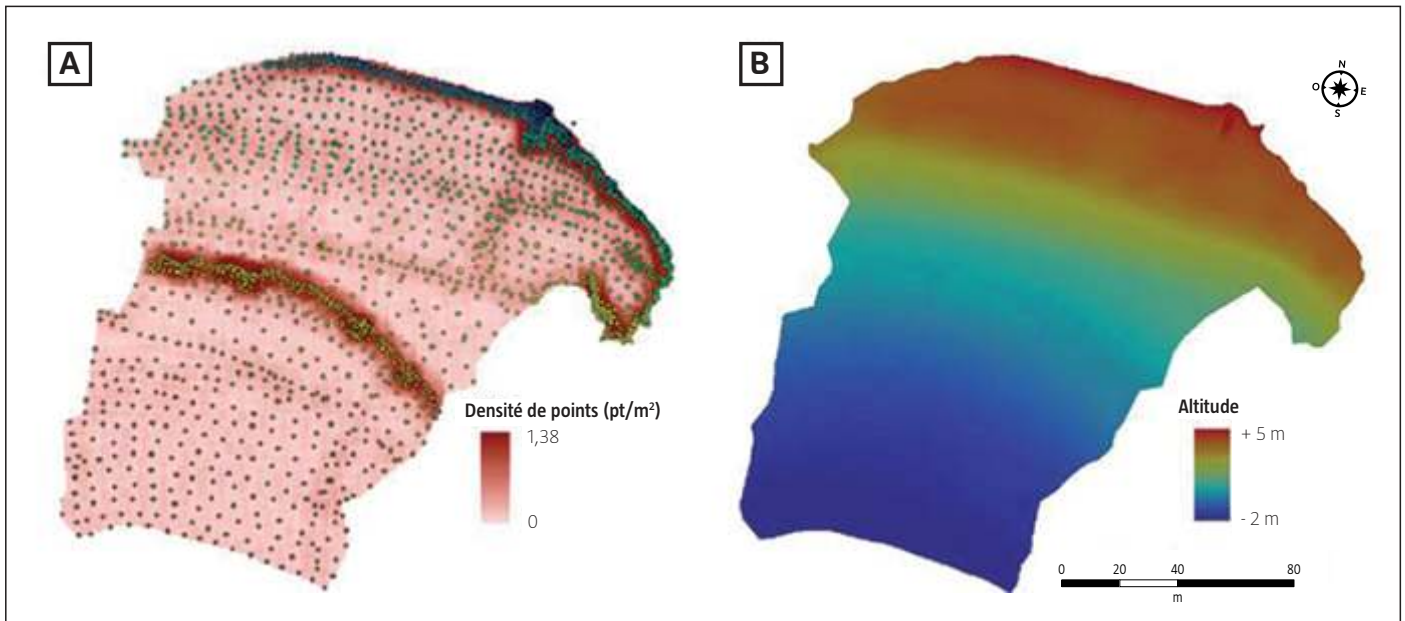 A
Densité de points (pt/m²)
1,38
0
B
N
O
E
S
Altitude
+ 5 m
- 2 m
0 20 40 80
m